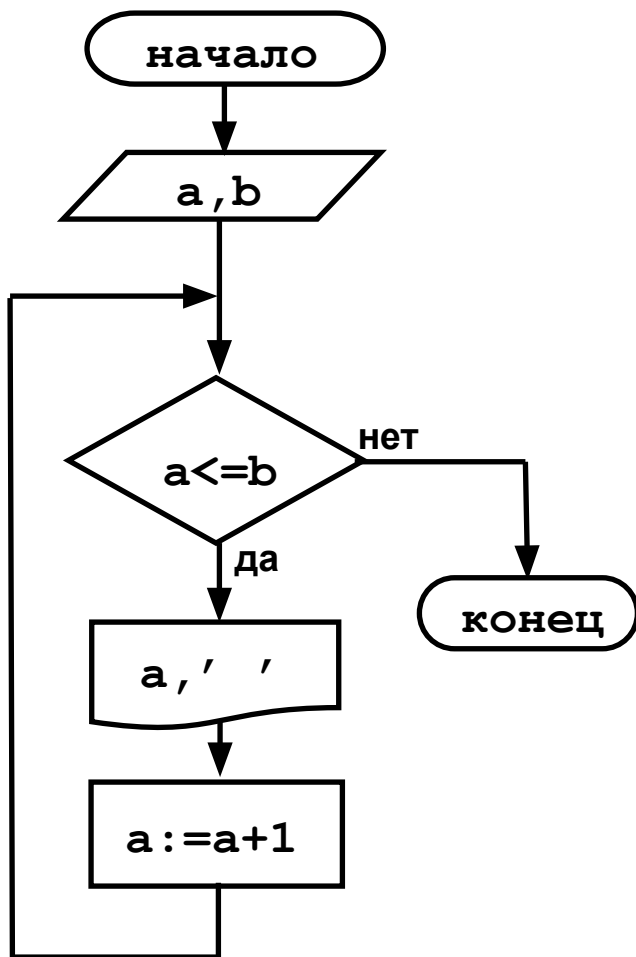 начало
a,b
a<=b
нет
да
конец
a,’ ’
a:=a+1